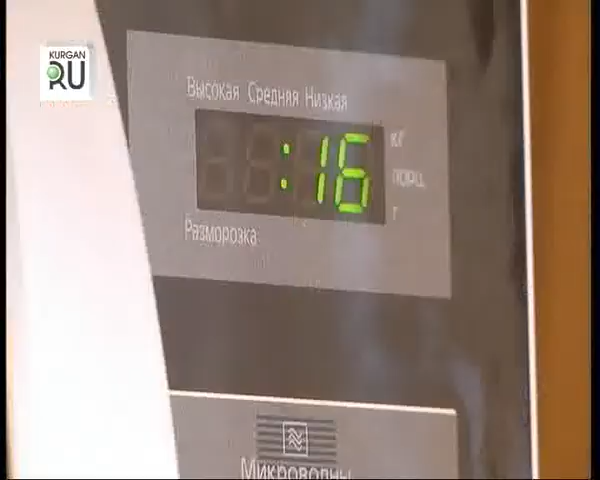 KURGAN
RU
Высокая Средняя Низкая
:16
кг
порц.
г
Разморозка
Микроволны